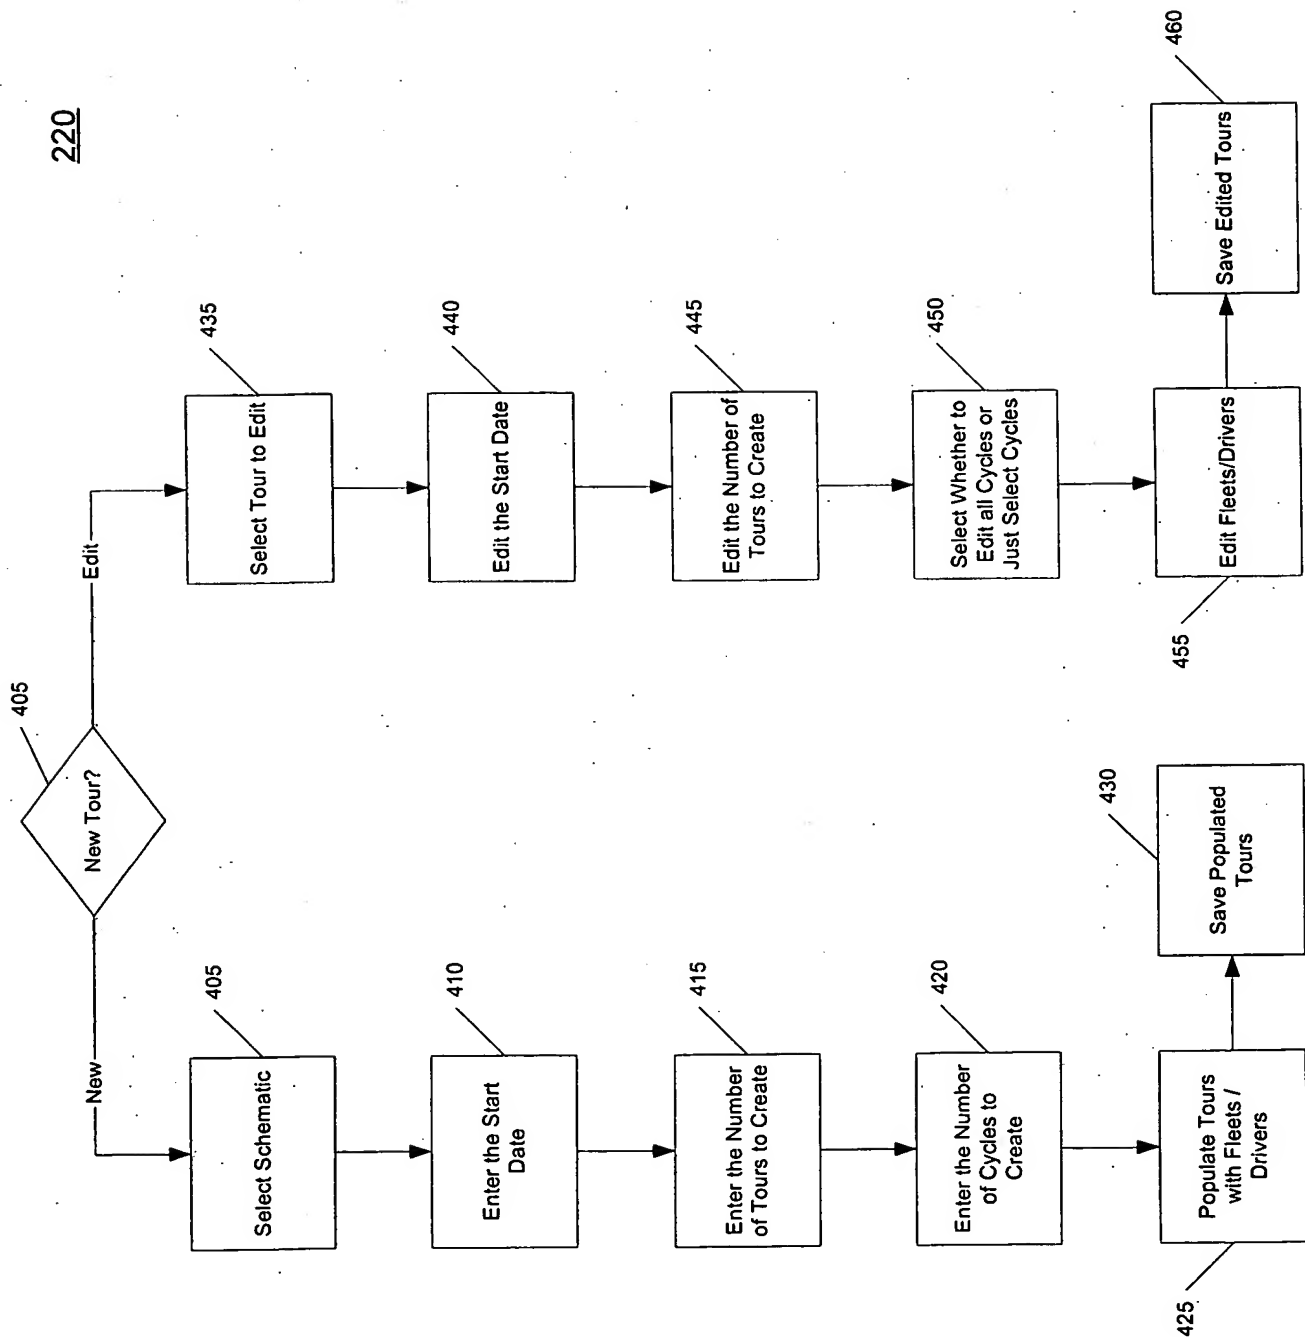 220
405
New Tour?
New
Edit
405
Select Schematic
410
Enter the Start
Date
415
Enter the Number
of Tours to Create
420
Enter the Number
of Cycles to
Create
425
Populate Tours
with Fleets /
Drivers
430
Save Populated
Tours
435
Select Tour to Edit
440
Edit the Start Date
445
Edit the Number of
Tours to Create
450
Select Whether to
Edit all Cycles or
Just Select Cycles
455
Edit Fleets/Drivers
460
Save Edited Tours